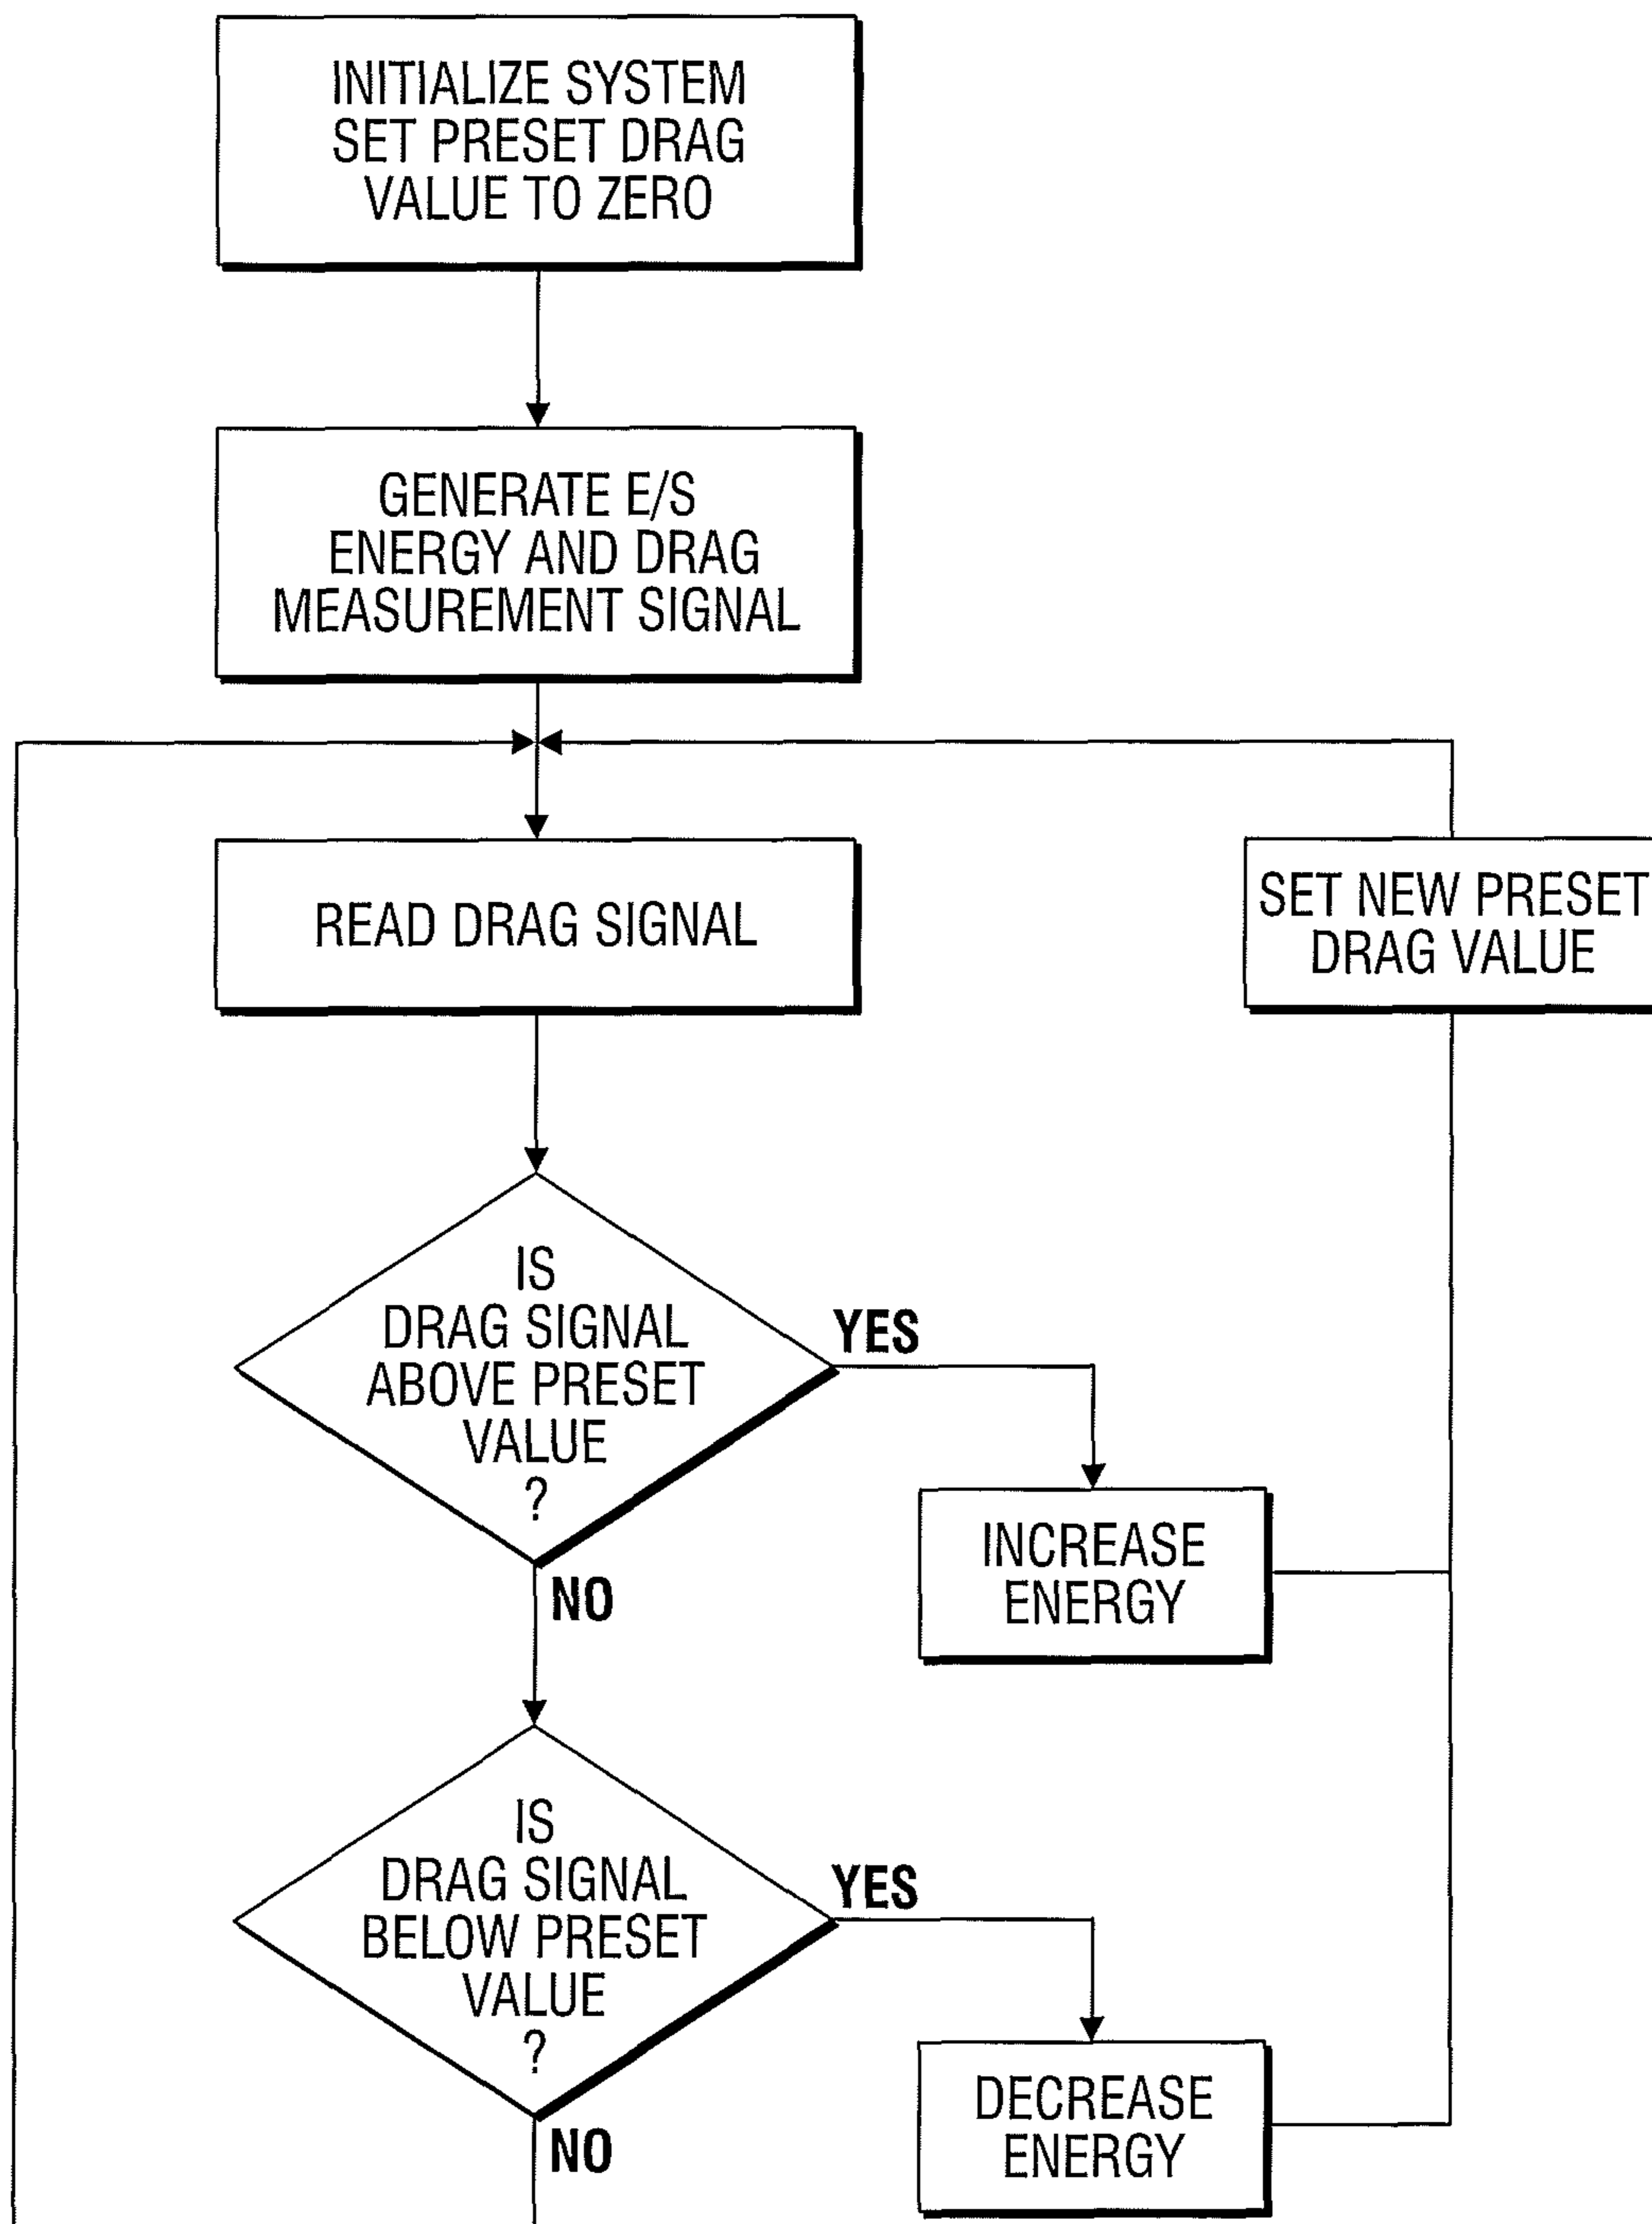 INITIALIZE SYSTEM
SET PRESET DRAG
VALUE TO ZERO
GENERATE E/S
ENERGY AND DRAG
MEASUREMENT SIGNAL
READ DRAG SIGNAL
SET NEW PRESET
DRAG VALUE
IS
DRAG SIGNAL
ABOVE PRESET
VALUE
?
YES
NO
INCREASE
ENERGY
IS
DRAG SIGNAL
BELOW PRESET
VALUE
?
YES
NO
DECREASE
ENERGY